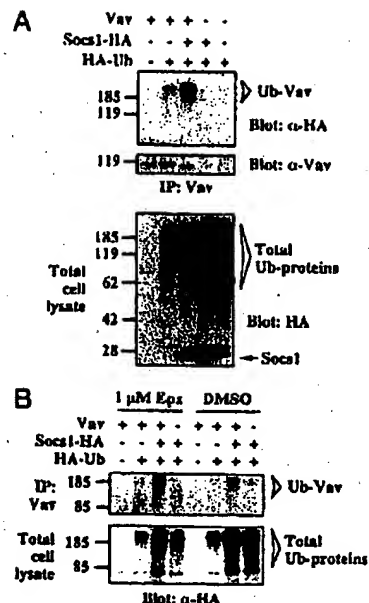 A
Vav + + + - -
Socs1-HA - - + + -
HA-Ub - + + + +
185
119
Ub-Vav
Blot: α-HA
119
Blot: α-Vav
IP: Vav
Total
cell
lysate
185
119
62
42
28
Total
Ub-proteins
Blot: HA
Socs1
B
1 μM Epx DMSO
Vav + + + - + + + -
Socs1-HA - - + + - - + +
HA-Ub - + + + - + + +
IP:
Vav
185
85
Ub-Vav
Total
cell
lysate
185
85
Total
Ub-proteins
Blot: α-HA